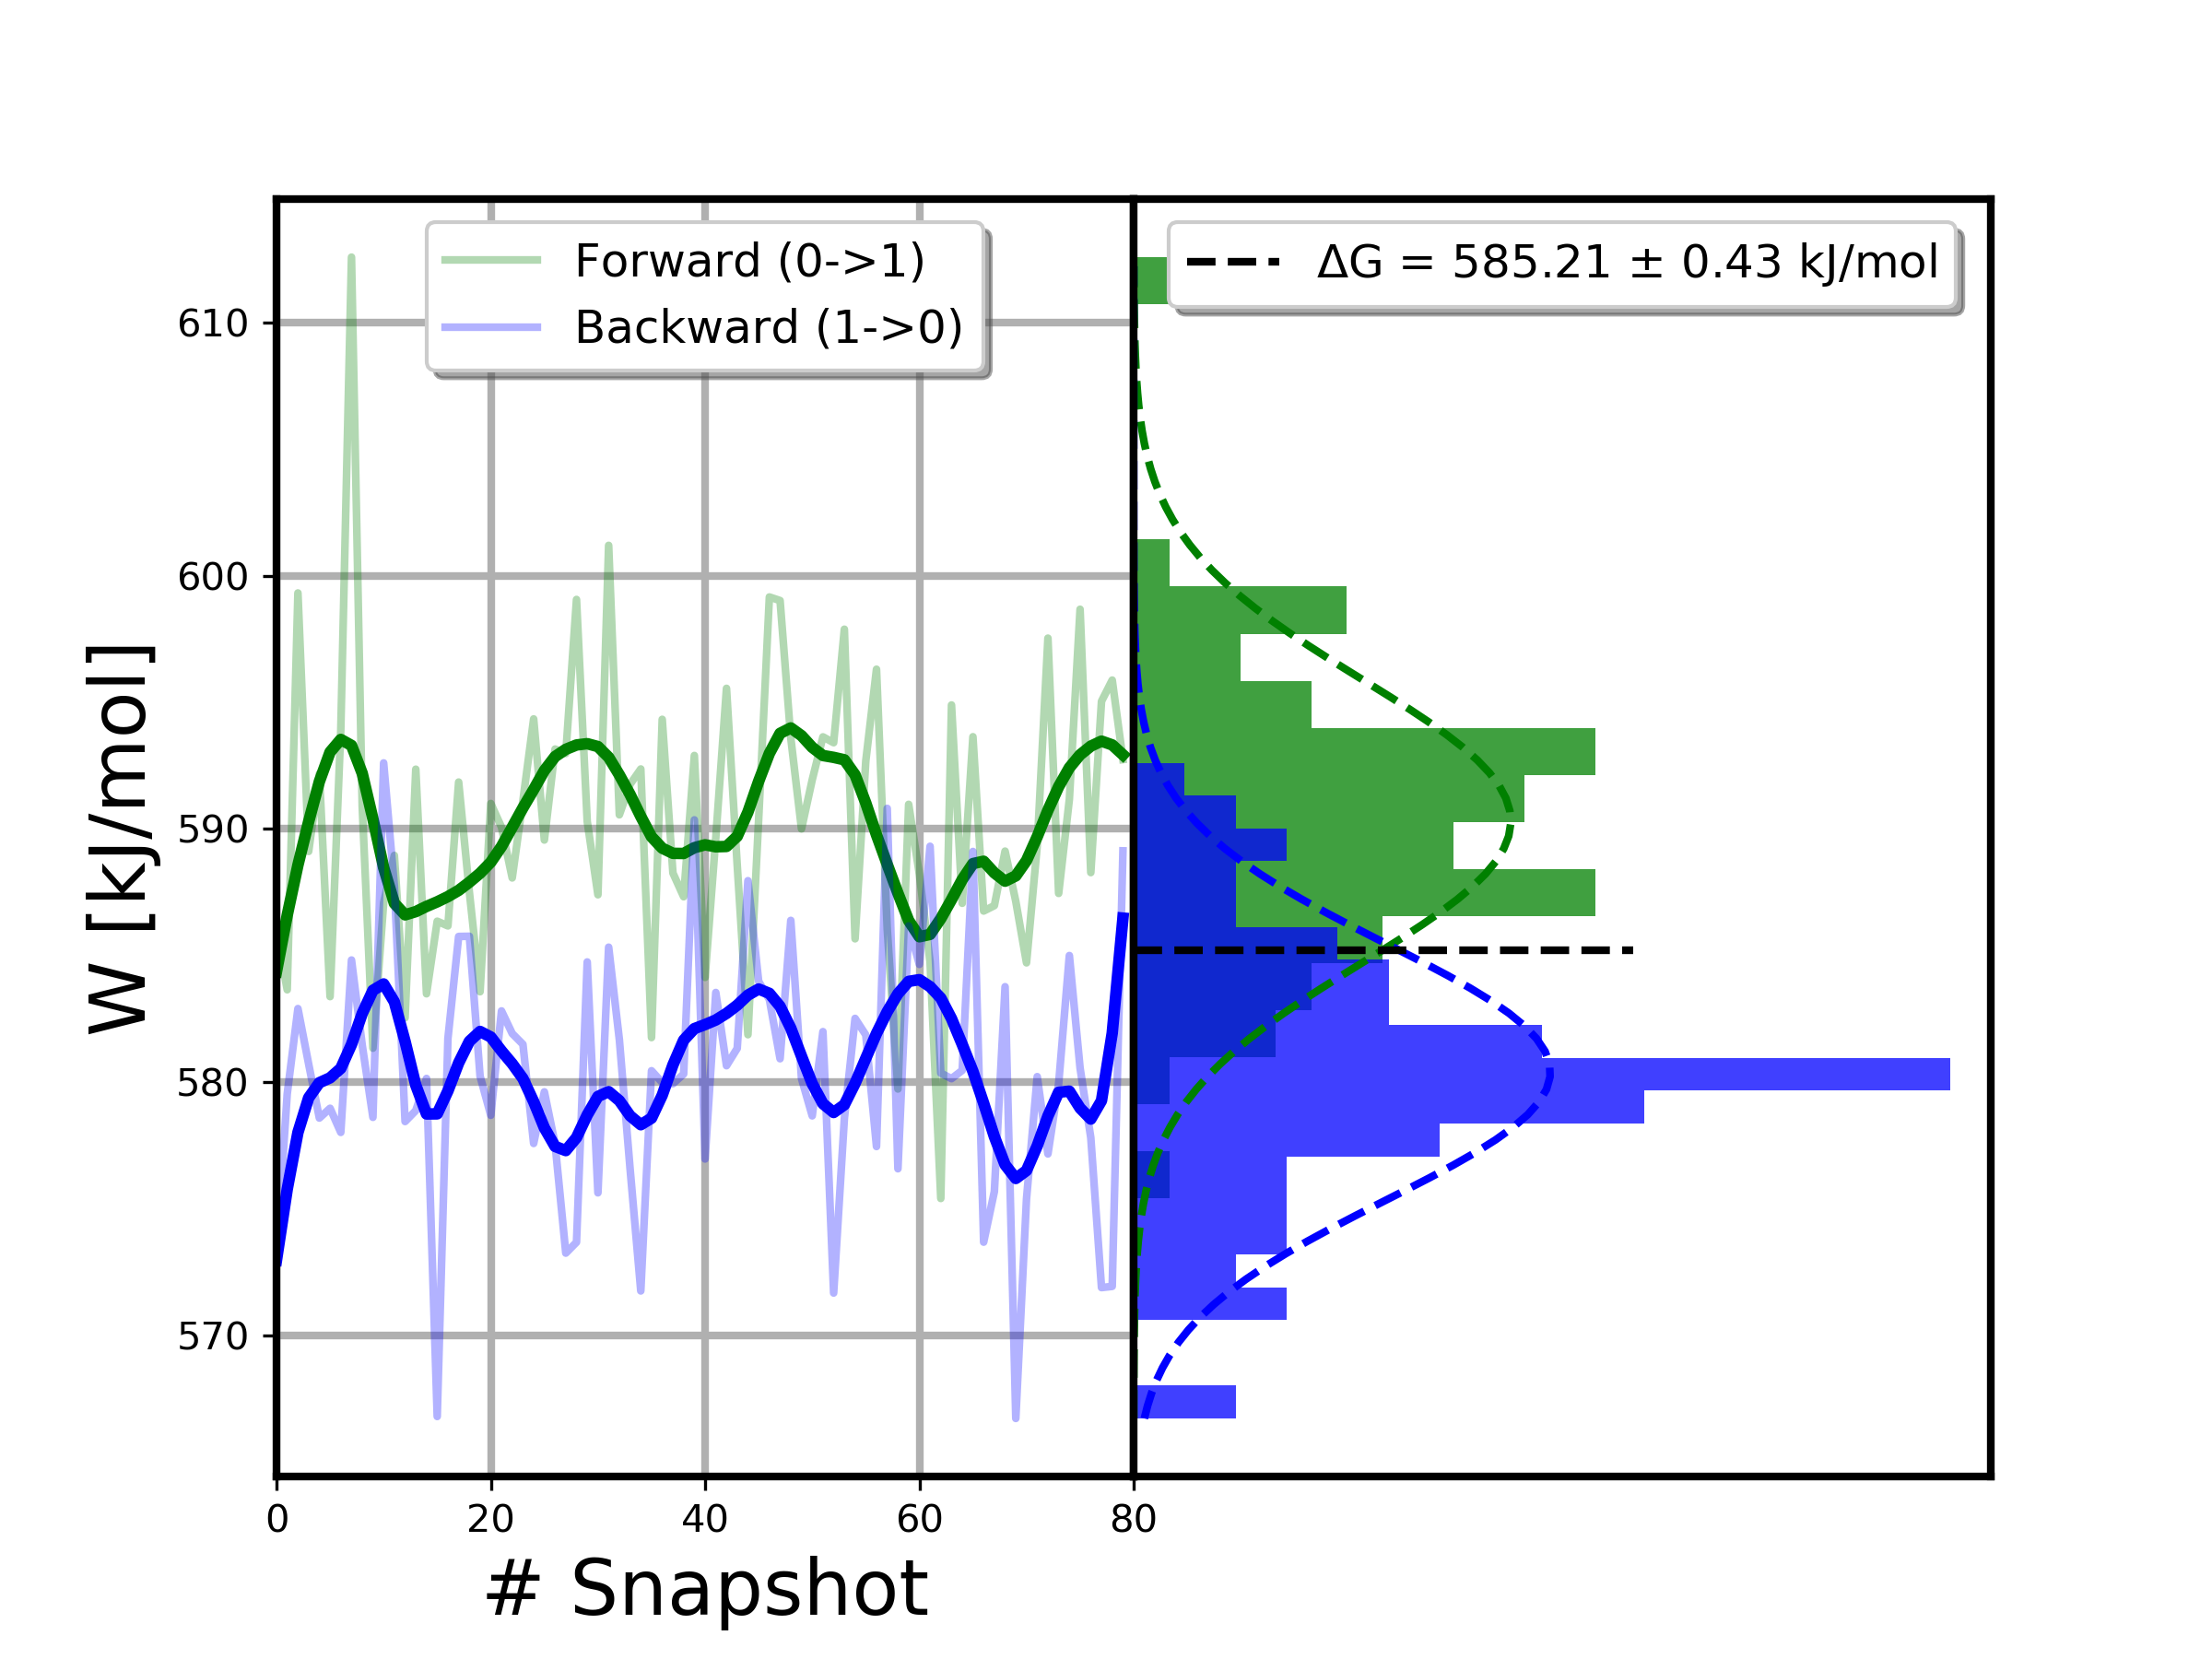 Forward (0->1)
Backward (1->0)
ΔG = 585.21 ± 0.43 kJ/mol
610
600
590
580
570
W [kJ/mol]
0
20
40
60
80
# Snapshot